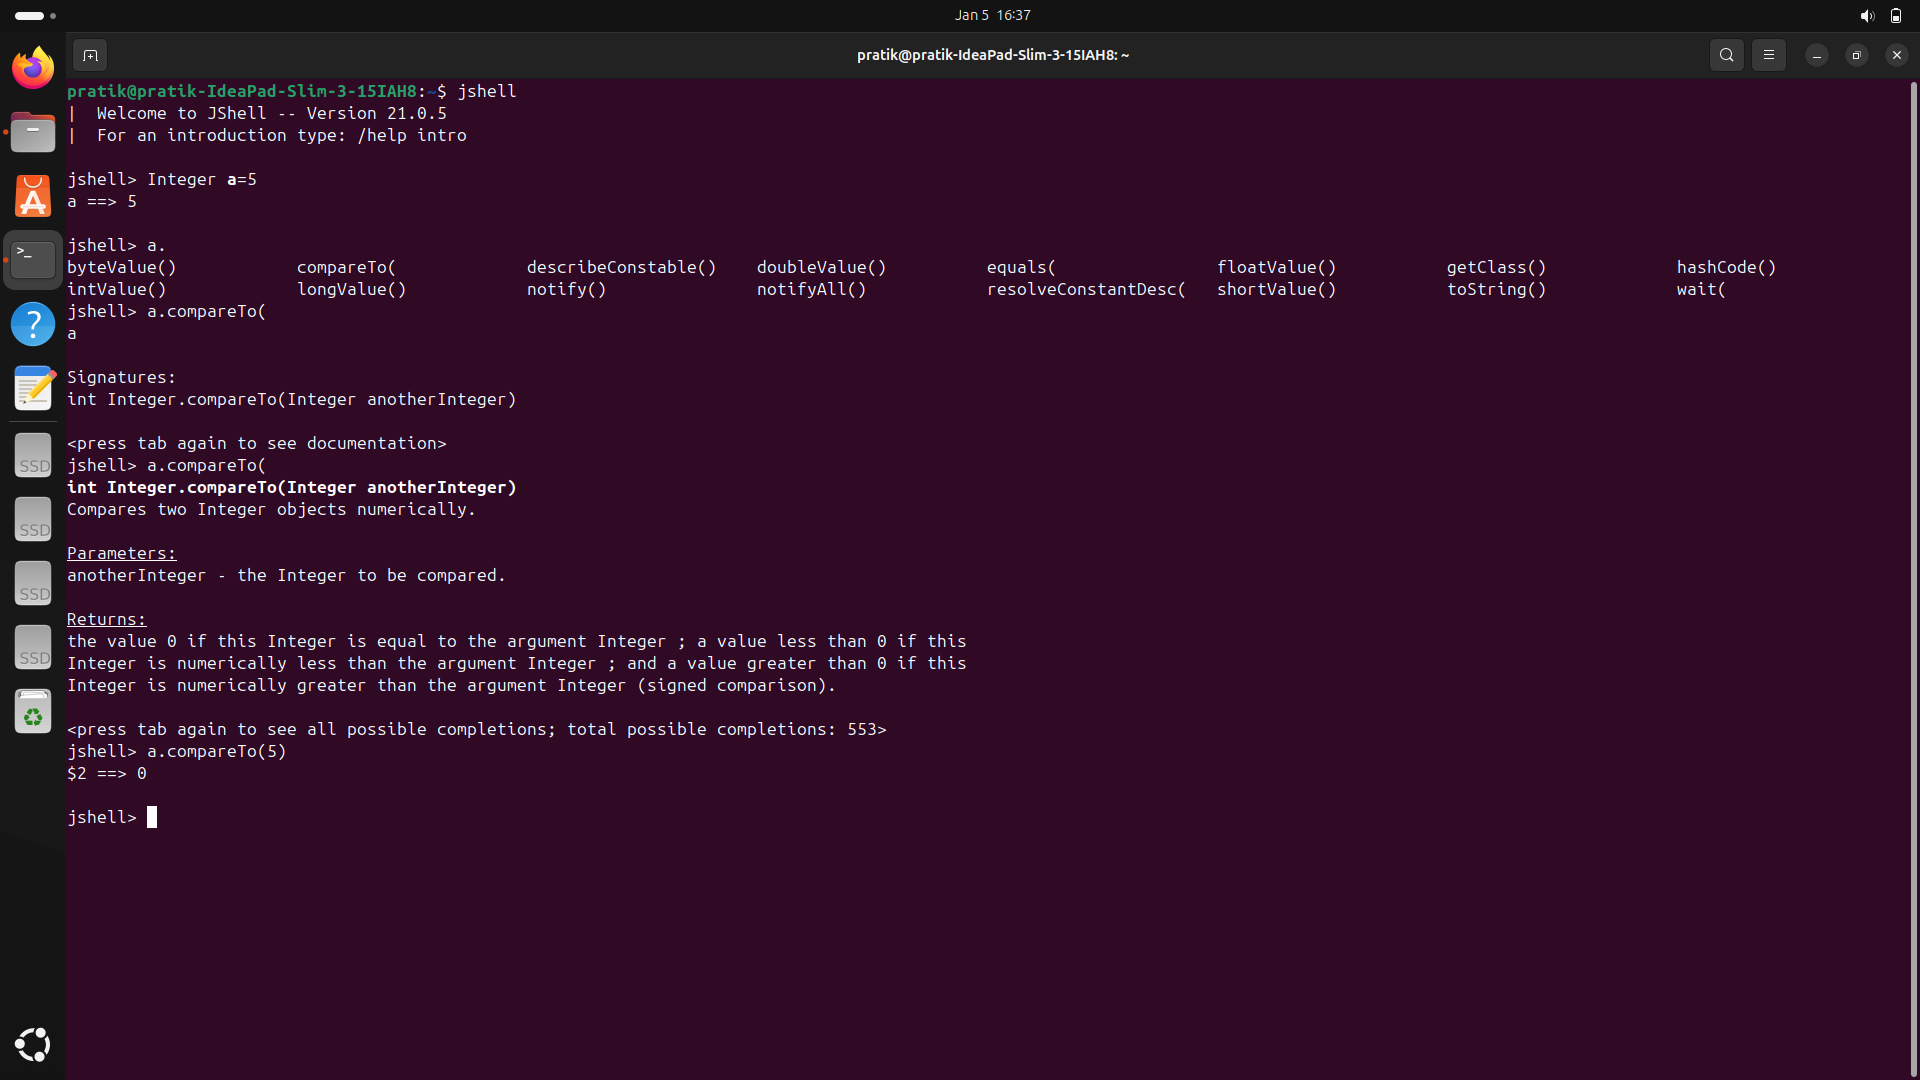 Jan 5 16:37
pratik@pratik-IdeaPad-Slim-3-15IAH8: ~
pratik@pratik-IdeaPad-Slim-3-15IAH8:~$ jshell
| Welcome to JShell -- Version 21.0.5
| For an introduction type: /help intro
jshell> Integer a=5
a ==> 5
jshell> a.
byteValue() compareTo( describeConstable() doubleValue() equals( floatValue() getClass() hashCode()
intValue() longValue() notify() notifyAll() resolveConstantDesc( shortValue() toString() wait(
jshell> a.compareTo(
a
Signatures:
int Integer.compareTo(Integer anotherInteger)
<press tab again to see documentation>
jshell> a.compareTo(
int Integer.compareTo(Integer anotherInteger)
Compares two Integer objects numerically.
Parameters:
anotherInteger - the Integer to be compared.
Returns:
the value 0 if this Integer is equal to the argument Integer ; a value less than 0 if this
Integer is numerically less than the argument Integer ; and a value greater than 0 if this
Integer is numerically greater than the argument Integer (signed comparison).
<press tab again to see all possible completions; total possible completions: 553>
jshell> a.compareTo(5)
$2 ==> 0
jshell>
SSD
SSD
SSD
SSD